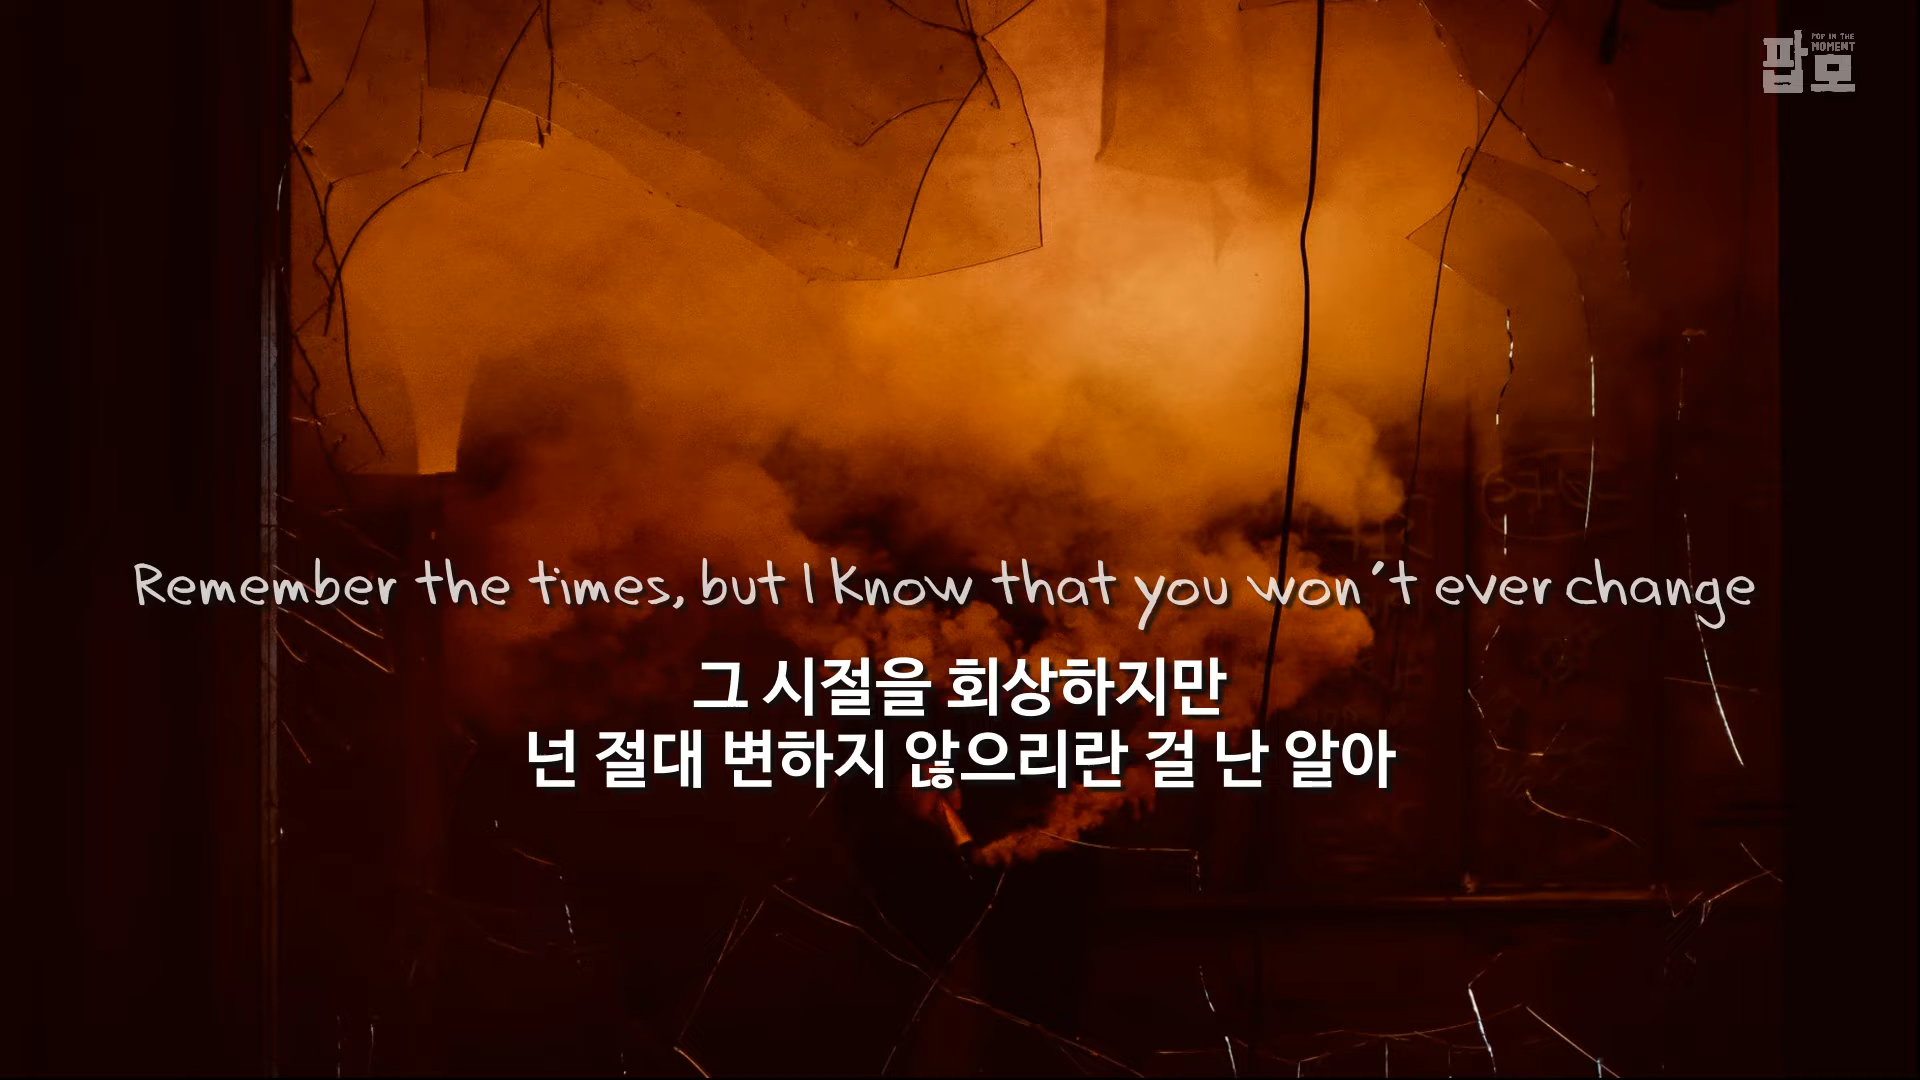 팝모
POP IN THE
MOMENT
Remember the times, but I know that you won't ever change
그 시절을 회상하지만
넌 절대 변하지 않으리란 걸 난 알아